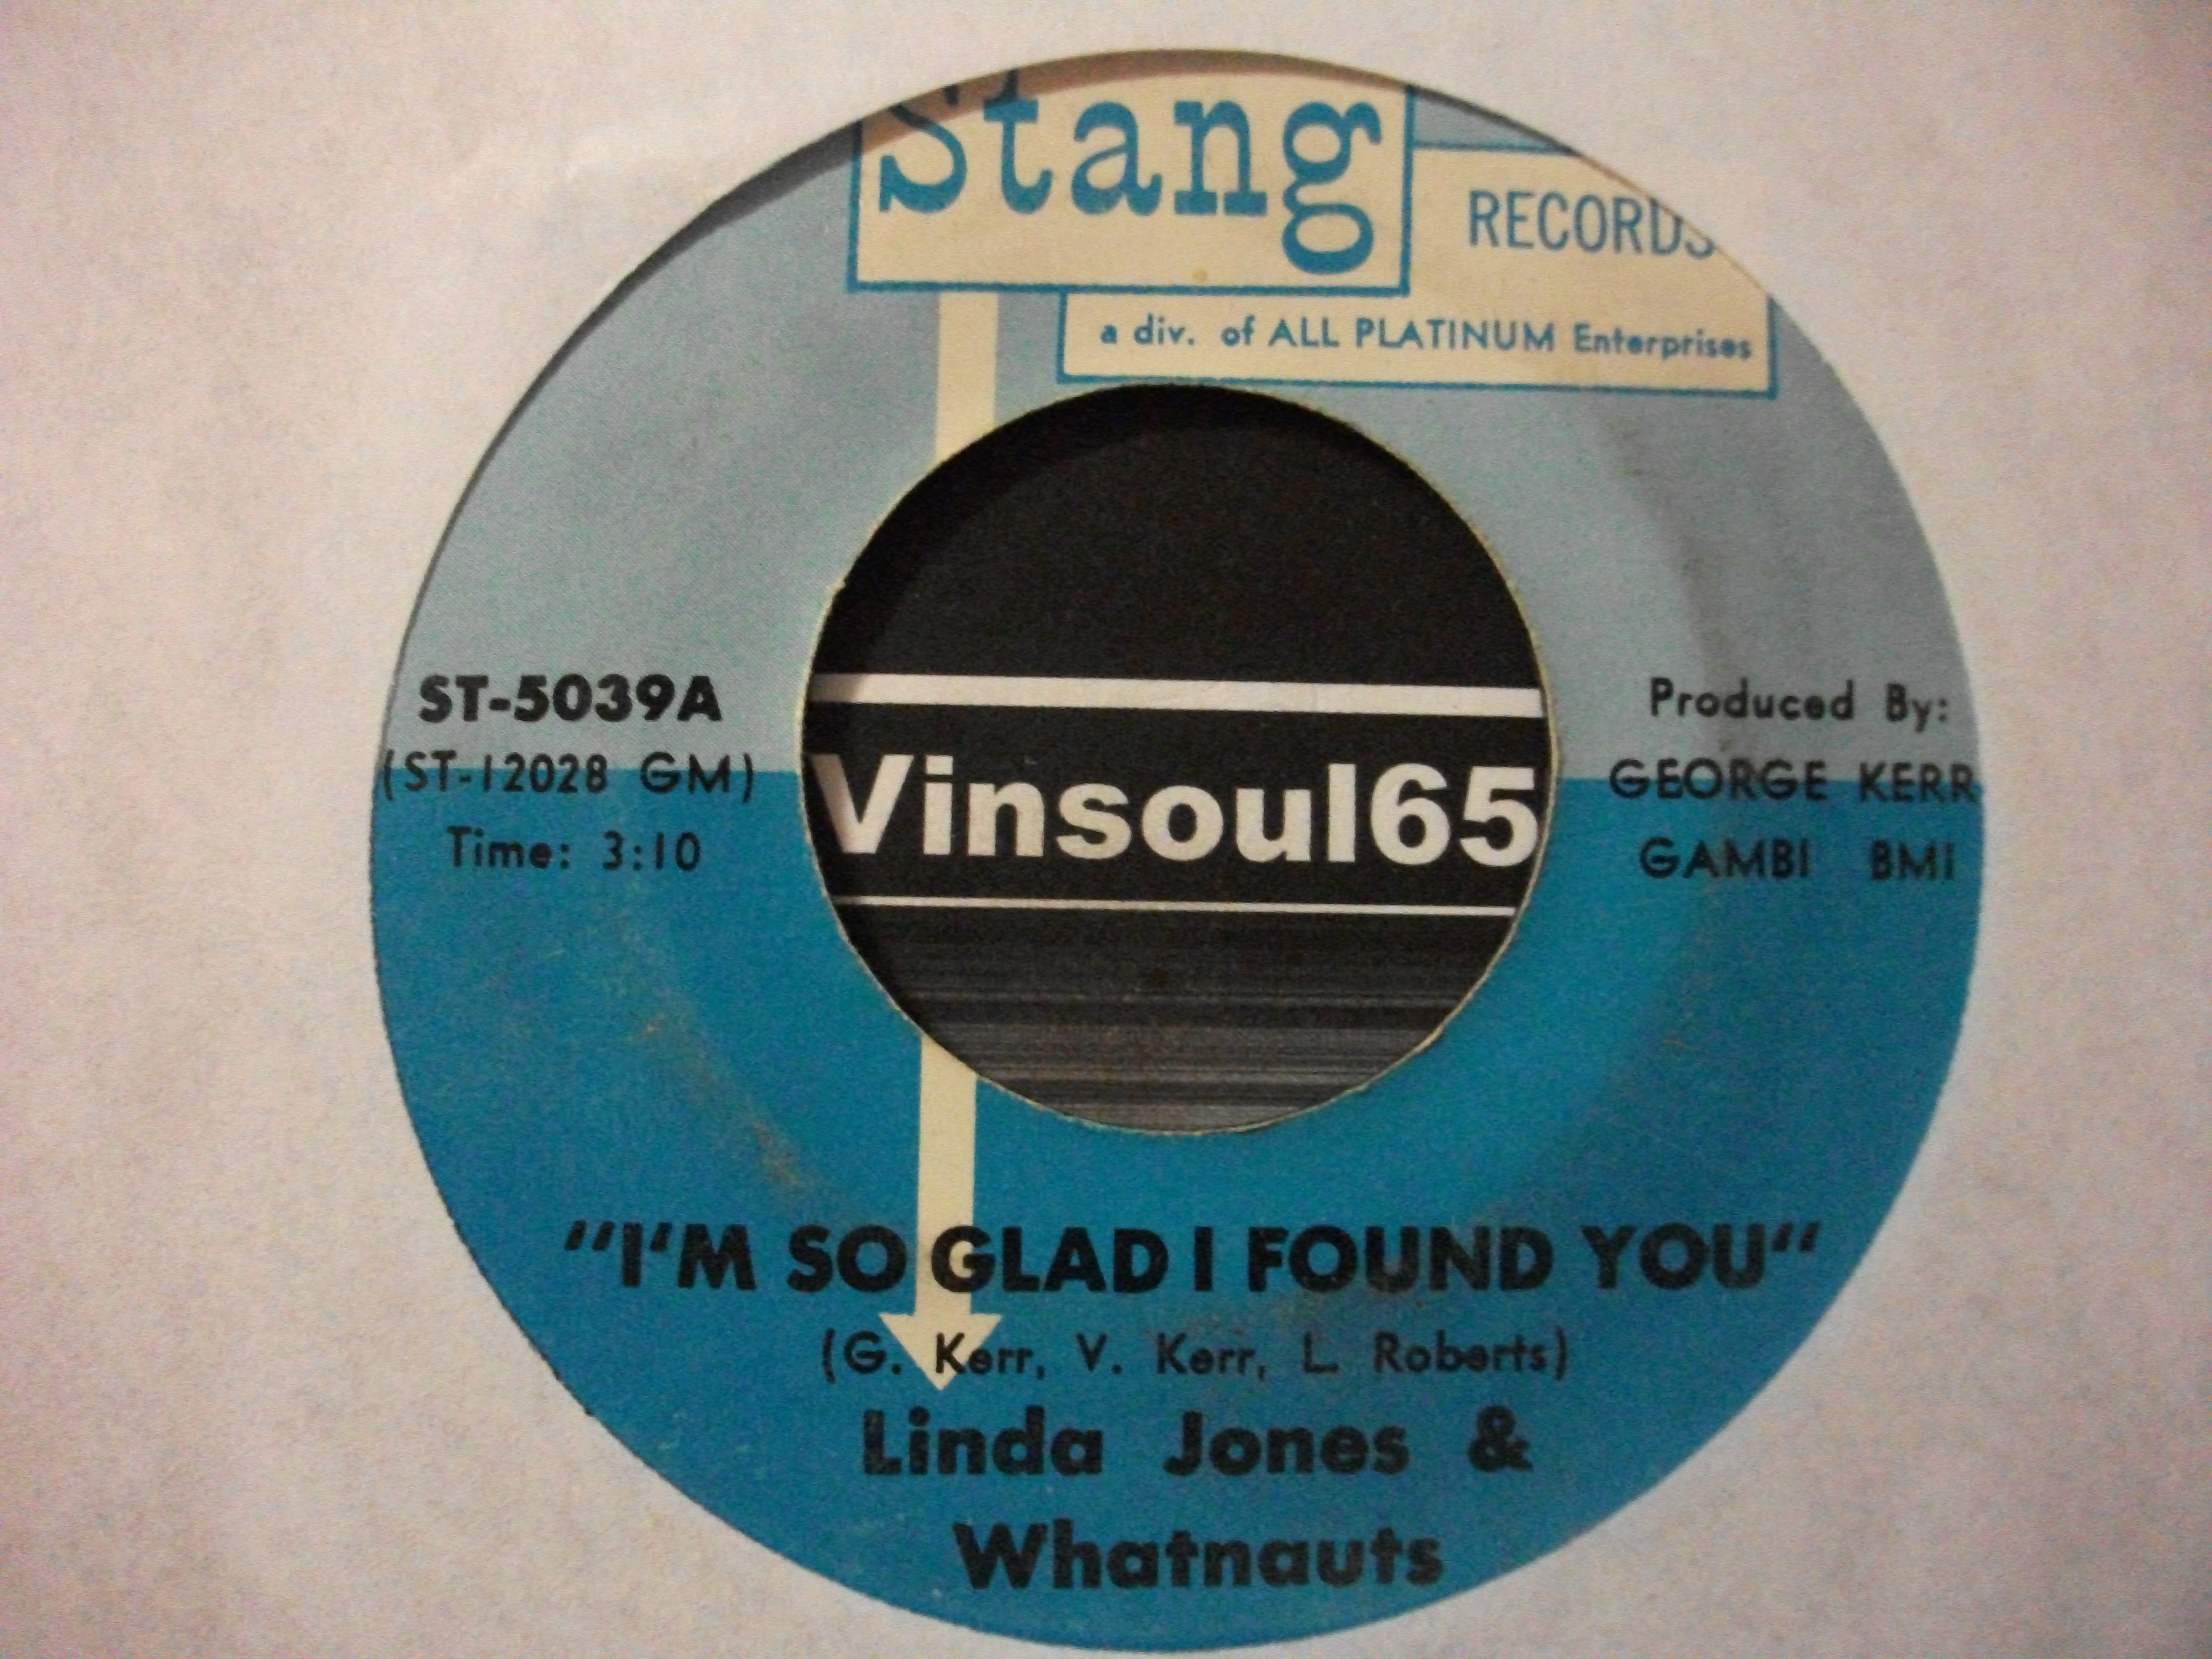 Stang
RECORDS
a div. of ALL PLATINUM Enterprises
ST-5039A
(ST-12028 GM)
Time: 3:10
Vinsoul65
Produced By:
GEORGE KERR
GAMBI BMI
"I'M SO GLAD I FOUND YOU"
(G. Kerr, V. Kerr, L. Roberts)
Linda Jones &
Whatnauts